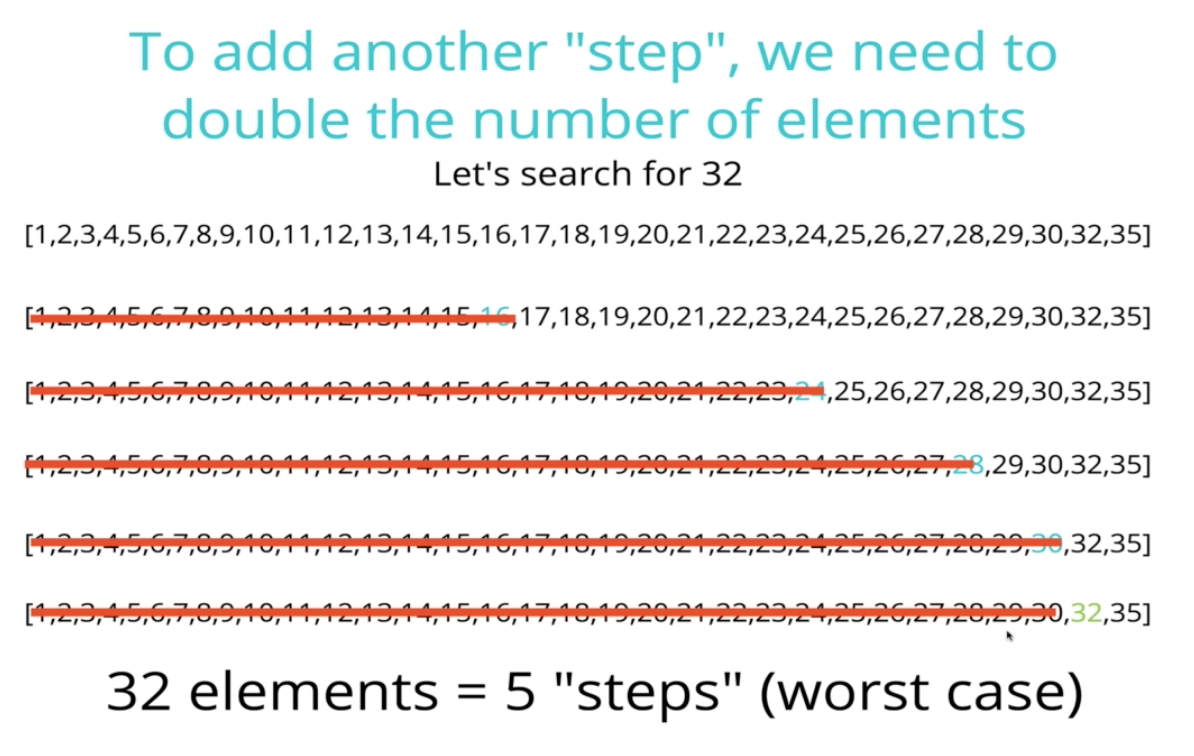 To add another "step", we need to
double the number of elements
Let's search for 32
[1,2,3,4,5,6,7,8,9,10,11,12,13,14,15,16,17,18,19,20,21,22,23,24,25,26,27,28,29,30,32,35]
[1,2,3,4,5,6,7,8,9,10,11,12,13,14,15,16,17,18,19,20,21,22,23,24,25,26,27,28,29,30,32,35]
[1,2,3,4,5,6,7,8,9,10,11,12,13,14,15,16,17,18,19,20,21,22,23,24,25,26,27,28,29,30,32,35]
[1,2,3,4,5,6,7,8,9,10,11,12,13,14,15,16,17,18,19,20,21,22,23,24,25,26,27,28,29,30,32,35]
[1,2,3,4,5,6,7,8,9,10,11,12,13,14,15,16,17,18,19,20,21,22,23,24,25,26,27,28,29,30,32,35]
[1,2,3,4,5,6,7,8,9,10,11,12,13,14,15,16,17,18,19,20,21,22,23,24,25,26,27,28,29,30,32,35]
32 elements = 5 "steps" (worst case)